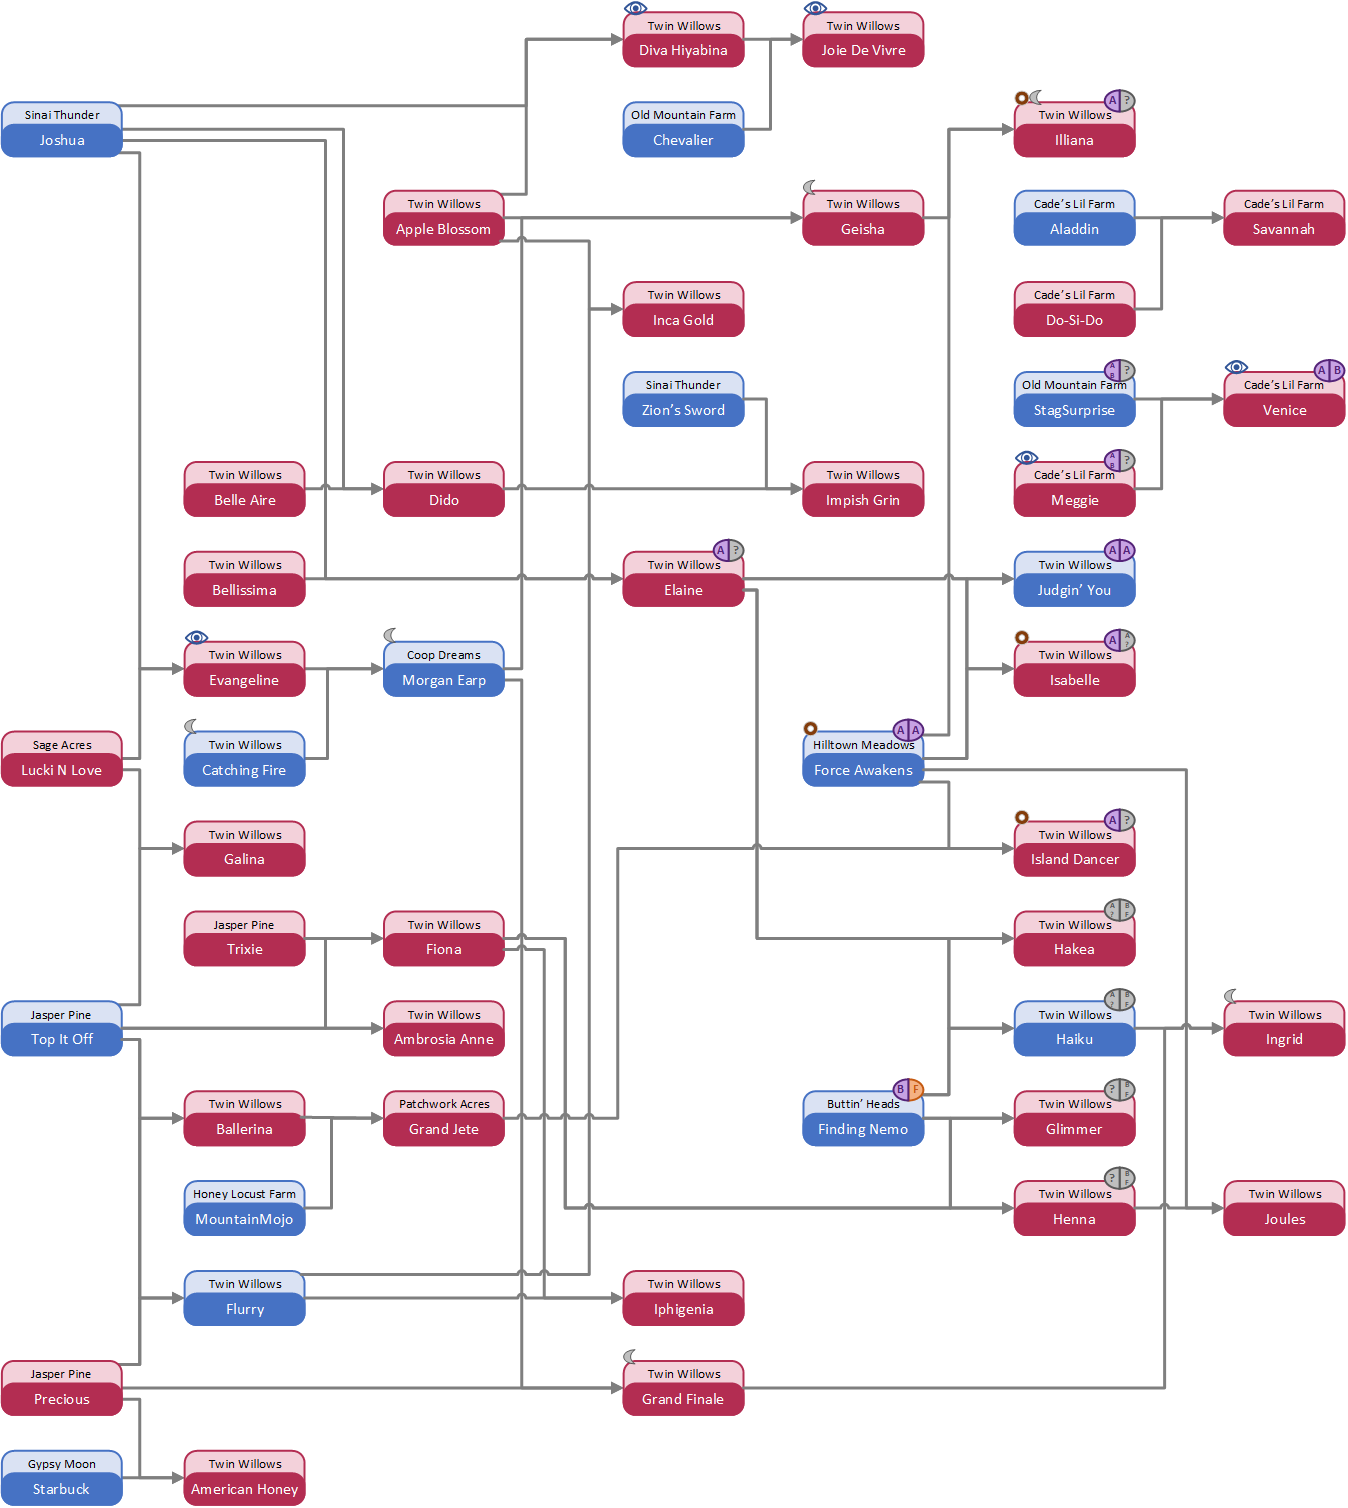 Twin Willows
Diva Hiyabina
Twin Willows
Joie De Vivre
Sinai Thunder
Joshua
Old Mountain Farm
Chevalier
A ?
Twin Willows
Illiana
Twin Willows
Apple Blossom
Twin Willows
Geisha
Cade's Lil Farm
Aladdin
Cade's Lil Farm
Savannah
Twin Willows
Inca Gold
Cade's Lil Farm
Do-Si-Do
Sinai Thunder
Zion's Sword
A B ?
Old Mountain Farm
StagSurprise
A B
Cade's Lil Farm
Venice
Twin Willows
Belle Aire
Twin Willows
Dido
Twin Willows
Impish Grin
A B ?
Cade's Lil Farm
Meggie
Twin Willows
Bellissima
A ?
Twin Willows
Elaine
A A
Twin Willows
Judgin' You
Twin Willows
Evangeline
Coop Dreams
Morgan Earp
A A ?
Twin Willows
Isabelle
Sage Acres
Lucki N Love
Twin Willows
Catching Fire
A A
Hilltown Meadows
Force Awakens
Twin Willows
Galina
A ?
Twin Willows
Island Dancer
Jasper Pine
Trixie
Twin Willows
Fiona
A ? B F
Twin Willows
Hakea
Jasper Pine
Top It Off
Twin Willows
Ambrosia Anne
A ? B F
Twin Willows
Haiku
Twin Willows
Ingrid
Twin Willows
Ballerina
Patchwork Acres
Grand Jete
B F
Buttin' Heads
Finding Nemo
? B F
Twin Willows
Glimmer
Honey Locust Farm
MountainMojo
? B F
Twin Willows
Henna
Twin Willows
Joules
Twin Willows
Flurry
Twin Willows
Iphigenia
Jasper Pine
Precious
Twin Willows
Grand Finale
Gypsy Moon
Starbuck
Twin Willows
American Honey